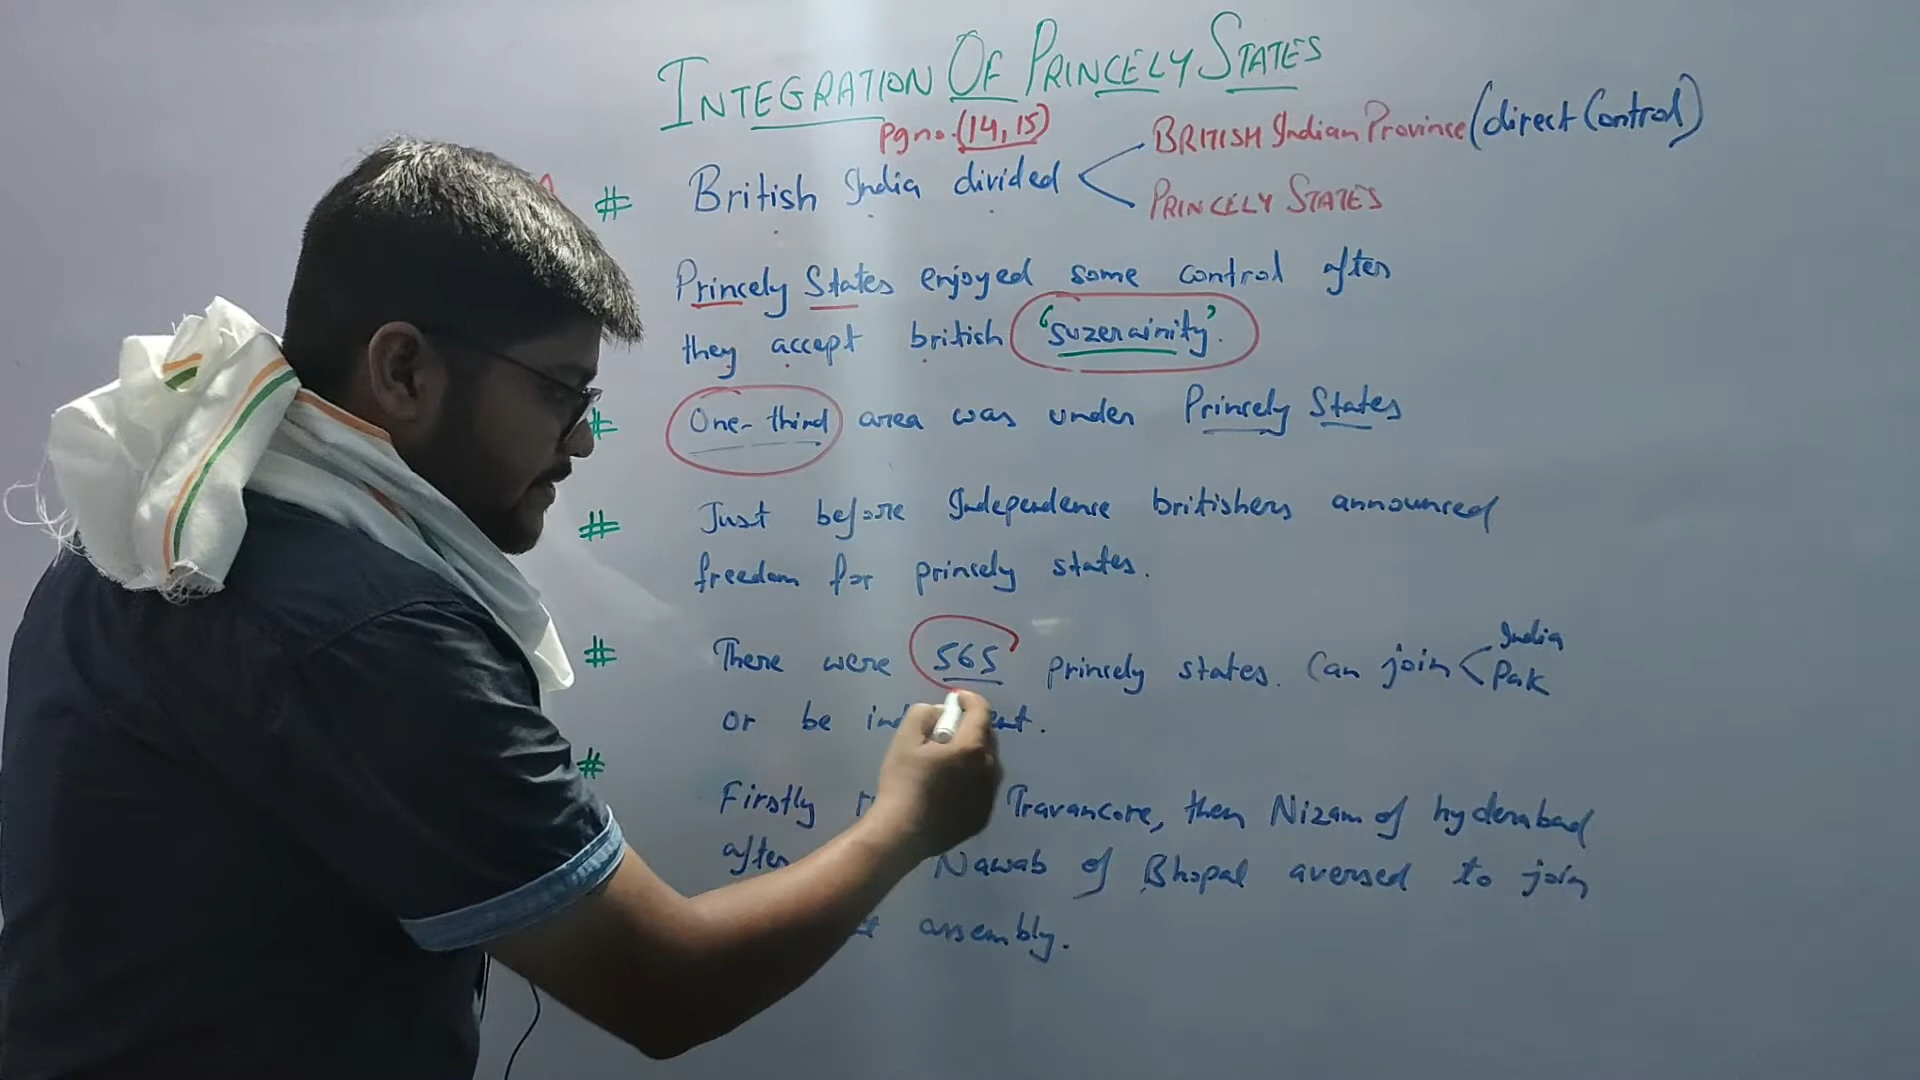 INTEGRATION OF PRINCELY STATES
Pg no. (14, 15)
# British India divided < BRITISH Indian Province (direct Control)
PRINCELY STATES
Princely States enjoyed some control after
they accept british 'suzerainity'.
# One-third area was under Princely States
# Just before Independence britishers announced
freedom for princely states.
# There were 565 princely states. Can join < India
Pak
or be
#
Firstly Travancore, then Nizam of hyderabad
after Nawab of Bhopal aversed to join
assembly.